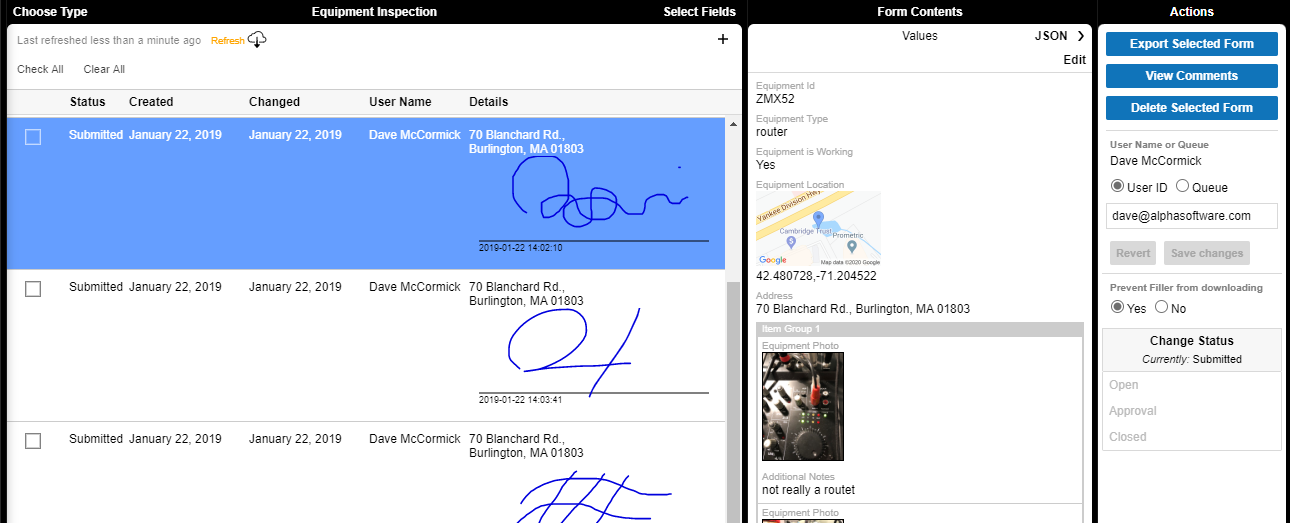 Choose Type
Equipment Inspection
Select Fields
Form Contents
Actions
Last refreshed less than a minute ago Refresh
+
Check All Clear All
Status Created Changed User Name Details
Submitted January 22, 2019 January 22, 2019 Dave McCormick 70 Blanchard Rd.,
Burlington, MA 01803
2019-01-22 14:02:10
Submitted January 22, 2019 January 22, 2019 Dave McCormick 70 Blanchard Rd.,
Burlington, MA 01803
2019-01-22 14:03:41
Submitted January 22, 2019 January 22, 2019 Dave McCormick 70 Blanchard Rd.,
Burlington, MA 01803
Values
JSON
Edit
Equipment Id
ZMX52
Equipment Type
router
Equipment is Working
Yes
Equipment Location
Yankee Division Hwy
Cambridge Trust
Prometric
Google
Map data ©2020 Google
42.480728,-71.204522
Address
70 Blanchard Rd., Burlington, MA 01803
Item Group 1
Equipment Photo
Additional Notes
not really a routet
Equipment Photo
Export Selected Form
View Comments
Delete Selected Form
User Name or Queue
Dave McCormick
User ID Queue
dave@alphasoftware.com
Revert Save changes
Prevent Filler from downloading
Yes No
Change Status
Currently: Submitted
Open
Approval
Closed